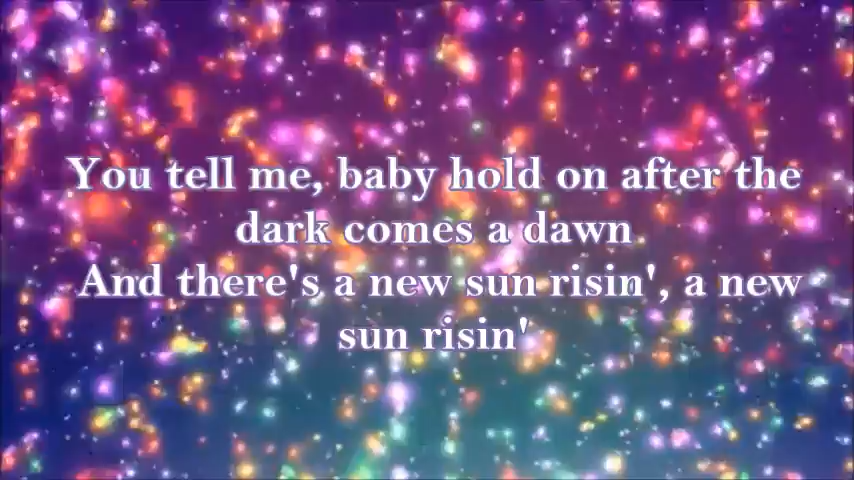 You tell me, baby hold on after the
dark comes a dawn
And there's a new sun risin', a new
sun risin'